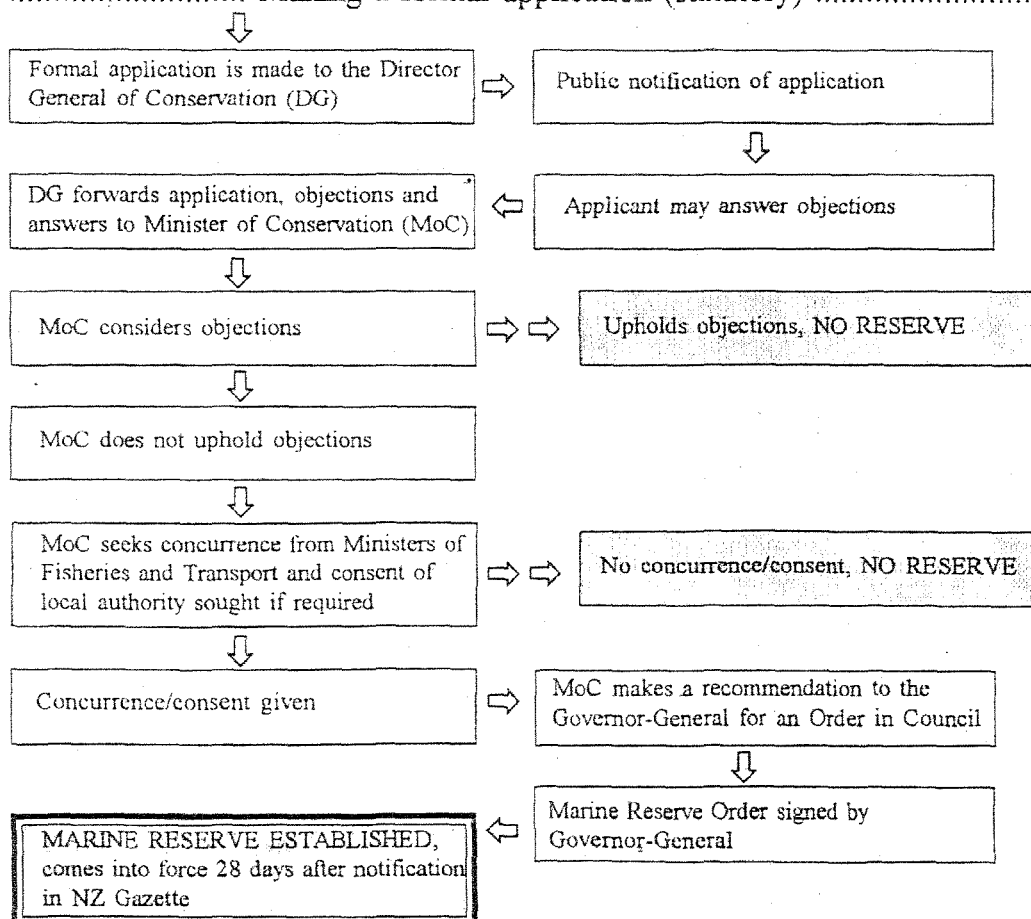 Making a formal application (statutory)
Formal application is made to the Director
General of Conservation (DG)
Public notification of application
DG forwards application, objections and
answers to Minister of Conservation (MoC)
Applicant may answer objections
MoC considers objections
Upholds objections, NO RESERVE
MoC does not uphold objections
MoC seeks concurrence from Ministers of
Fisheries and Transport and consent of
local authority sought if required
No concurrence/consent, NO RESERVE
Concurrence/consent given
MoC makes a recommendation to the
Governor-General for an Order in Council
Marine Reserve Order signed by
Governor-General
MARINE RESERVE ESTABLISHED,
comes into force 28 days after notification
in NZ Gazette